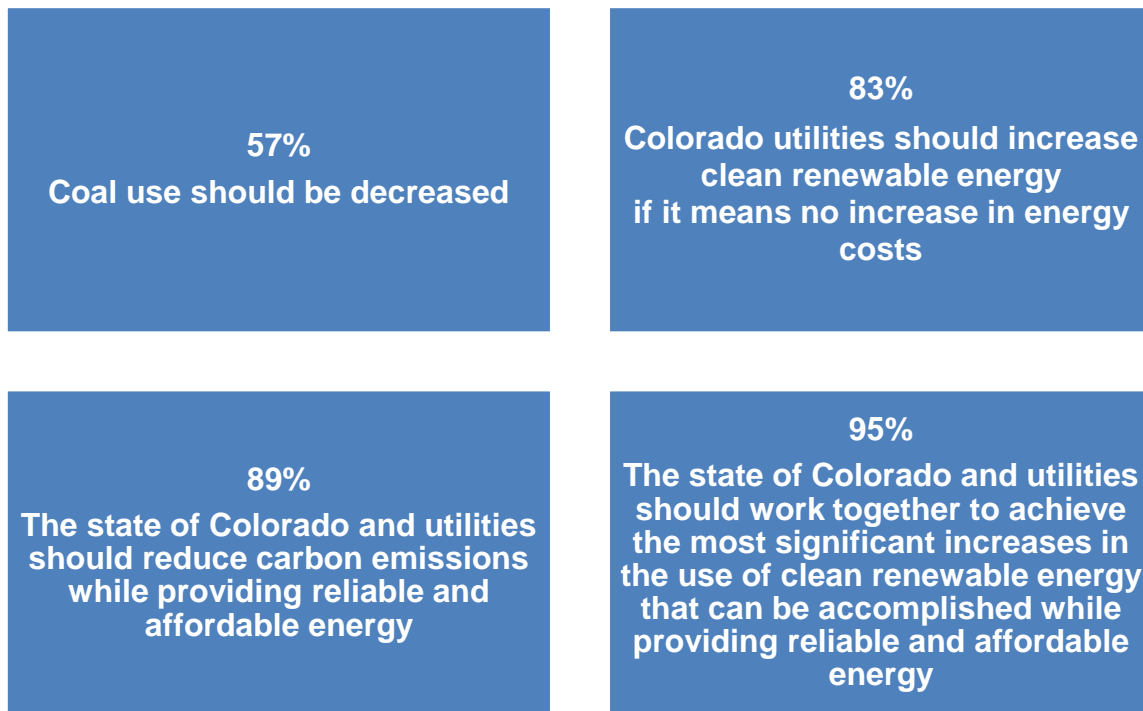 57%
Coal use should be decreased
83%
Colorado utilities should increase
clean renewable energy
if it means no increase in energy
costs
89%
The state of Colorado and utilities
should reduce carbon emissions
while providing reliable and
affordable energy
95%
The state of Colorado and utilities
should work together to achieve
the most significant increases in
the use of clean renewable energy
that can be accomplished while
providing reliable and affordable
energy